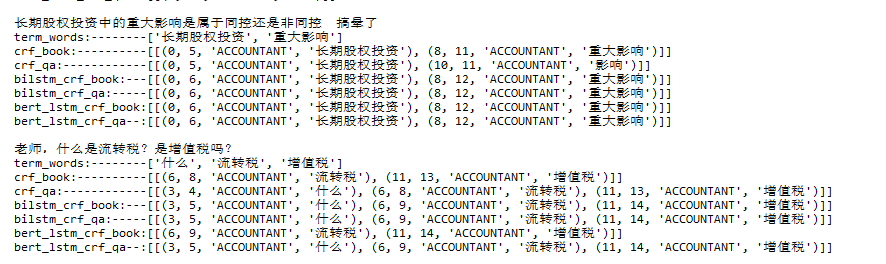 长期股权投资中的重大影响是属于同控还是非同控  搞晕了
term_words:--------['长期股权投资', '重大影响']
crf_book:----------[[(0, 5, 'ACCOUNTANT', '长期股权投资'), (8, 11, 'ACCOUNTANT', '重大影响')]]
crf_qa:------------[[(0, 5, 'ACCOUNTANT', '长期股权投资'), (10, 11, 'ACCOUNTANT', '影响')]]
bilstm_crf_book:---[[(0, 6, 'ACCOUNTANT', '长期股权投资'), (8, 12, 'ACCOUNTANT', '重大影响')]]
bilstm_crf_qa:-----[[(0, 6, 'ACCOUNTANT', '长期股权投资'), (8, 12, 'ACCOUNTANT', '重大影响')]]
bert_lstm_crf_book:[[(0, 6, 'ACCOUNTANT', '长期股权投资'), (8, 12, 'ACCOUNTANT', '重大影响')]]
bert_lstm_crf_qa--:[[(0, 6, 'ACCOUNTANT', '长期股权投资'), (8, 12, 'ACCOUNTANT', '重大影响')]]
老师，什么是流转税？是增值税吗？
term_words:--------['什么', '流转税', '增值税']
crf_book:----------[[(6, 8, 'ACCOUNTANT', '流转税'), (11, 13, 'ACCOUNTANT', '增值税')]]
crf_qa:------------[[(3, 4, 'ACCOUNTANT', '什么'), (6, 8, 'ACCOUNTANT', '流转税'), (11, 13, 'ACCOUNTANT', '增值税')]]
bilstm_crf_book:---[[(3, 5, 'ACCOUNTANT', '什么'), (6, 9, 'ACCOUNTANT', '流转税'), (11, 14, 'ACCOUNTANT', '增值税')]]
bilstm_crf_qa:-----[[(3, 5, 'ACCOUNTANT', '什么'), (6, 9, 'ACCOUNTANT', '流转税'), (11, 14, 'ACCOUNTANT', '增值税')]]
bert_lstm_crf_book:[[(6, 9, 'ACCOUNTANT', '流转税'), (11, 14, 'ACCOUNTANT', '增值税')]]
bert_lstm_crf_qa--:[[(3, 5, 'ACCOUNTANT', '什么'), (6, 9, 'ACCOUNTANT', '流转税'), (11, 14, 'ACCOUNTANT', '增值税')]]